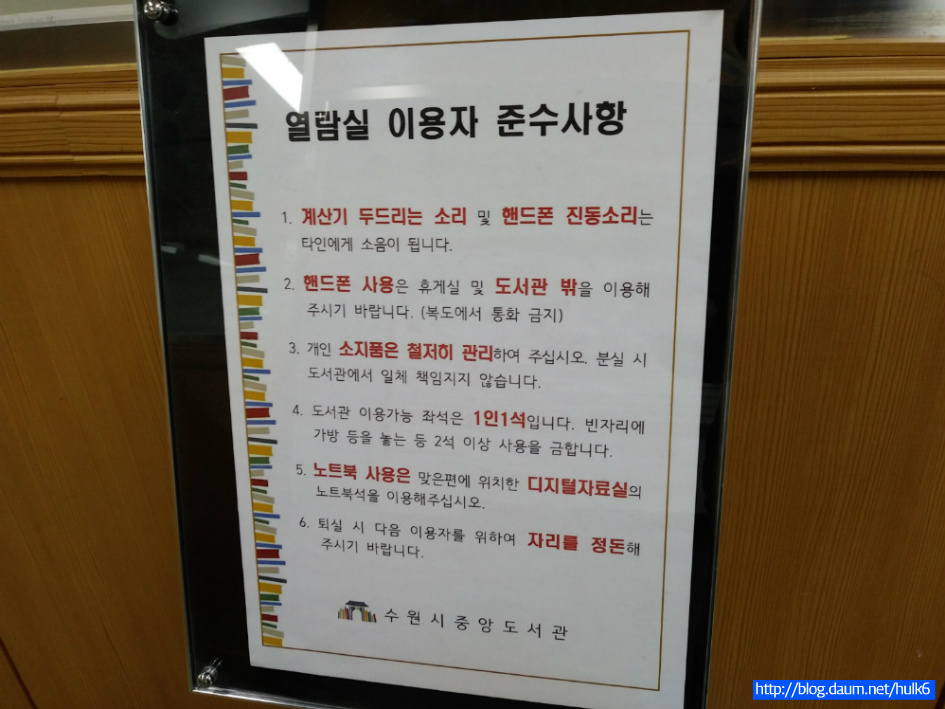 열람실 이용자 준수사항
1. 계산기 두드리는 소리 및 핸드폰 진동소리는
타인에게 소음이 됩니다.
2. 핸드폰 사용은 휴게실 및 도서관 밖을 이용해
주시기 바랍니다. (복도에서 통화 금지)
3. 개인 소지품은 철저히 관리하여 주십시오. 분실 시
도서관에서 일체 책임지지 않습니다.
4. 도서관 이용가능 좌석은 1인1석입니다. 빈자리에
가방 등을 놓는 등 2석 이상 사용을 금합니다.
5. 노트북 사용은 맞은편에 위치한 디지털자료실의
노트북석을 이용해주십시오.
6. 퇴실 시 다음 이용자를 위하여 자리를 정돈해
주시기 바랍니다.
수원시중앙도서관
http://blog.daum.net/hulk6